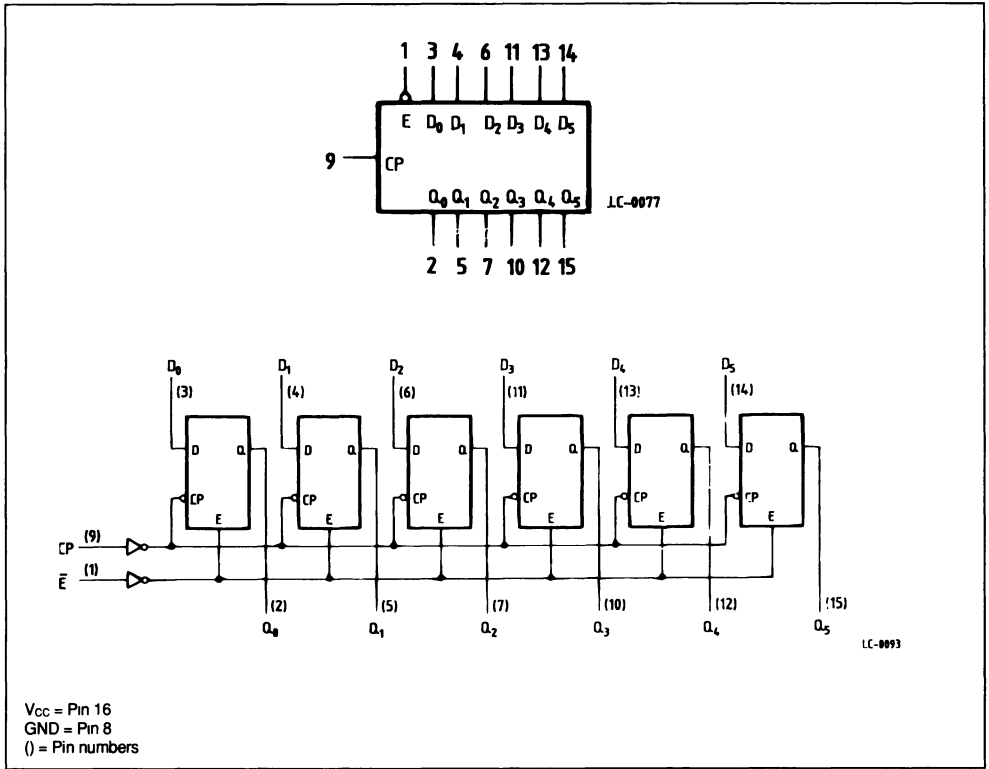 1 3 4 6 11 13 14
E D₀ D₁ D₂ D₃ D₄ D₅
9 CP
Q₀ Q₁ Q₂ Q₃ Q₄ Q₅
LC-0077
2 5 7 10 12 15
D₀ D₁ D₂ D₃ D₄ D₅
(3) (4) (6) (11) (13) (14)
D Q D Q D Q D Q D Q D Q
CP CP CP CP CP CP
E E E E E E
CP (9)
E̅ (1)
(2) (5) (7) (10) (12) (15)
Q₀ Q₁ Q₂ Q₃ Q₄ Q₅
LC-0093
Vcc = Pin 16
GND = Pin 8
() = Pin numbers